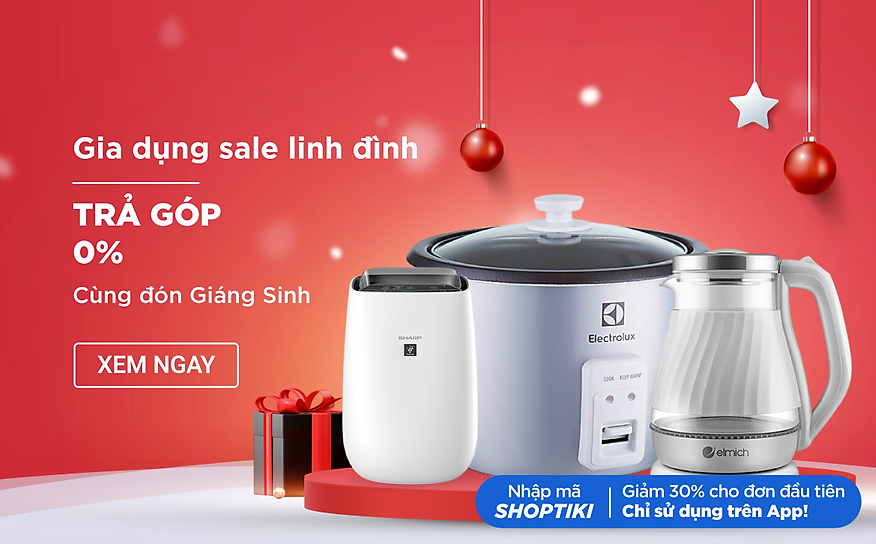 Gia dụng sale linh đình
TRẢ GÓP
0%
Cùng đón Giáng Sinh
XEM NGAY
SHARP
Electrolux
COOK KEEP WARM
elmich
Nhập mã
SHOPTIKI
Giảm 30% cho đơn đầu tiên
Chỉ sử dụng trên App!